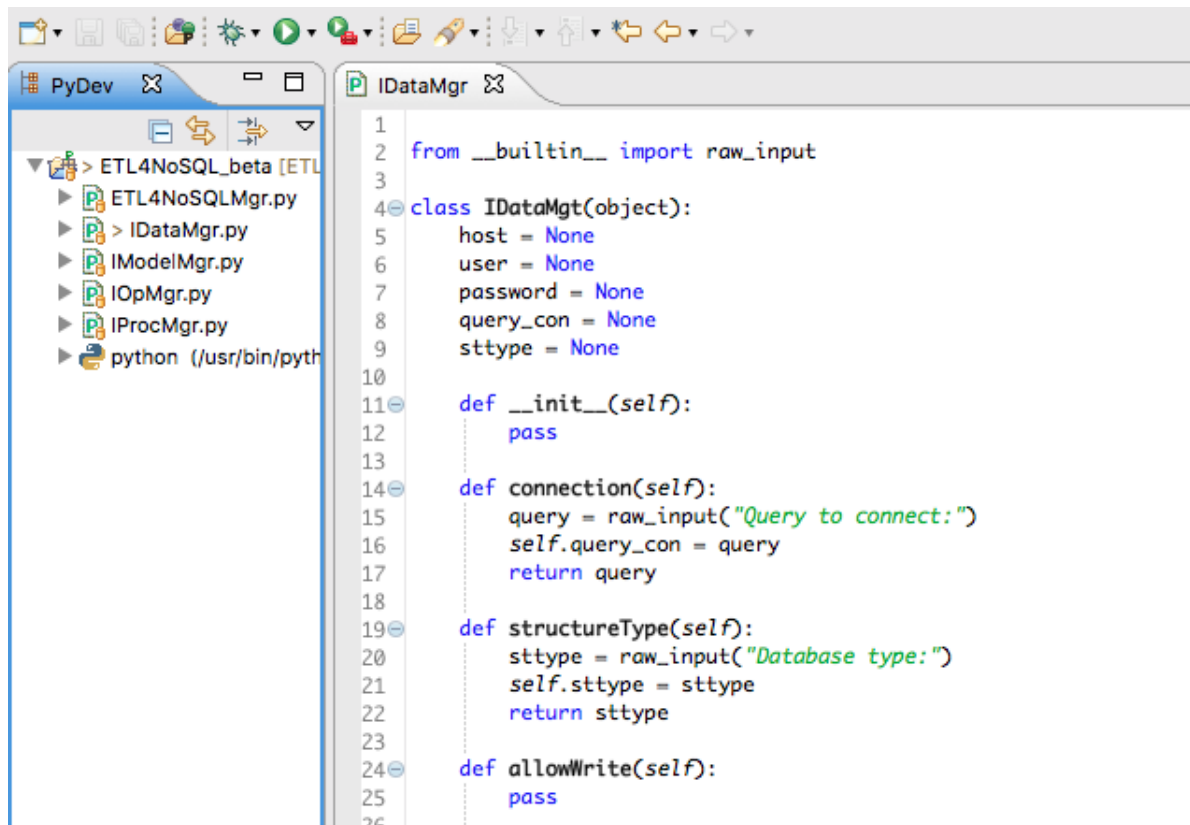 PyDev
ETL4NoSQL_beta [ETL
ETL4NoSQLMgr.py
> IDataMgr.py
IModelMgr.py
IOpMgr.py
IProcMgr.py
python (/usr/bin/pyth
IDataMgr
1
2 from __builtin__ import raw_input
3
4 class IDataMgt(object):
5     host = None
6     user = None
7     password = None
8     query_con = None
9     sttype = None
10
11     def __init__(self):
12         pass
13
14     def connection(self):
15         query = raw_input("Query to connect:")
16         self.query_con = query
17         return query
18
19     def structureType(self):
20         sttype = raw_input("Database type:")
21         self.sttype = sttype
22         return sttype
23
24     def allowWrite(self):
25         pass
26